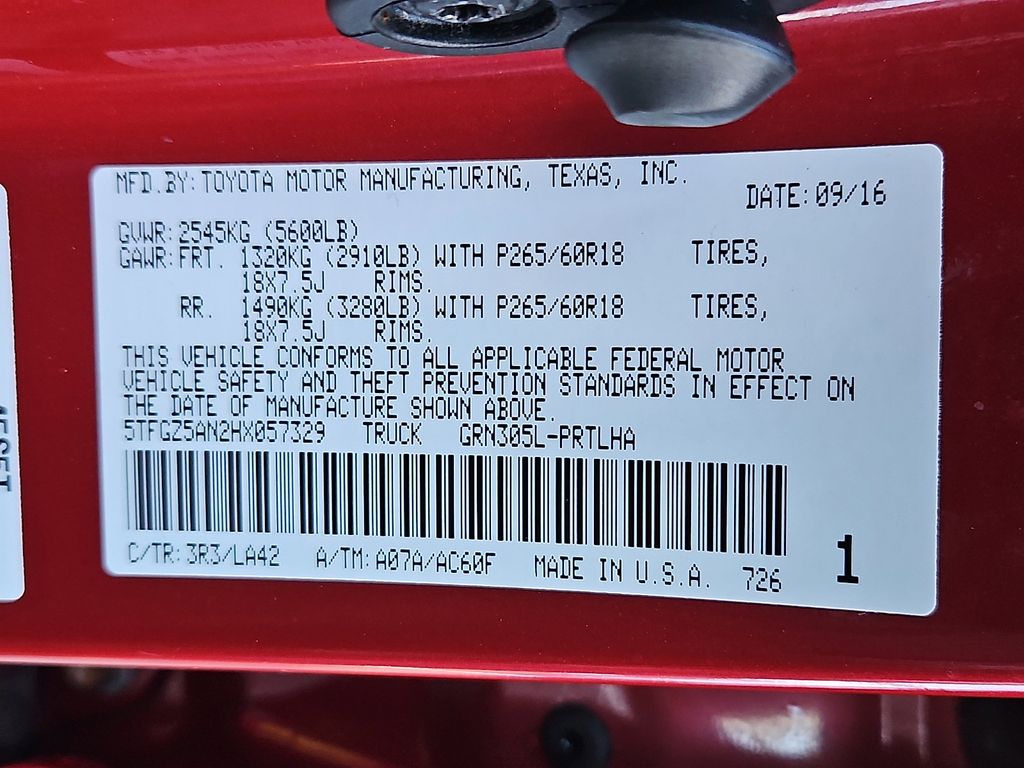 MFD.BY:TOYOTA MOTOR MANUFACTURING, TEXAS, INC.
DATE:09/16
GVWR:2545KG (5600LB)
GAWR:FRT. 1320KG (2910LB) WITH P265/60R18 TIRES,
18X7.5J RIMS.
RR. 1490KG (3280LB) WITH P265/60R18 TIRES,
18X7.5J RIMS.
THIS VEHICLE CONFORMS TO ALL APPLICABLE FEDERAL MOTOR
VEHICLE SAFETY AND THEFT PREVENTION STANDARDS IN EFFECT ON
THE DATE OF MANUFACTURE SHOWN ABOVE.
5TFGZ5AN2HX057329 TRUCK GRN305L-PRTLHA
C/TR:3R3/LA42 A/TM:A07A/AC60F MADE IN U.S.A. 726
1